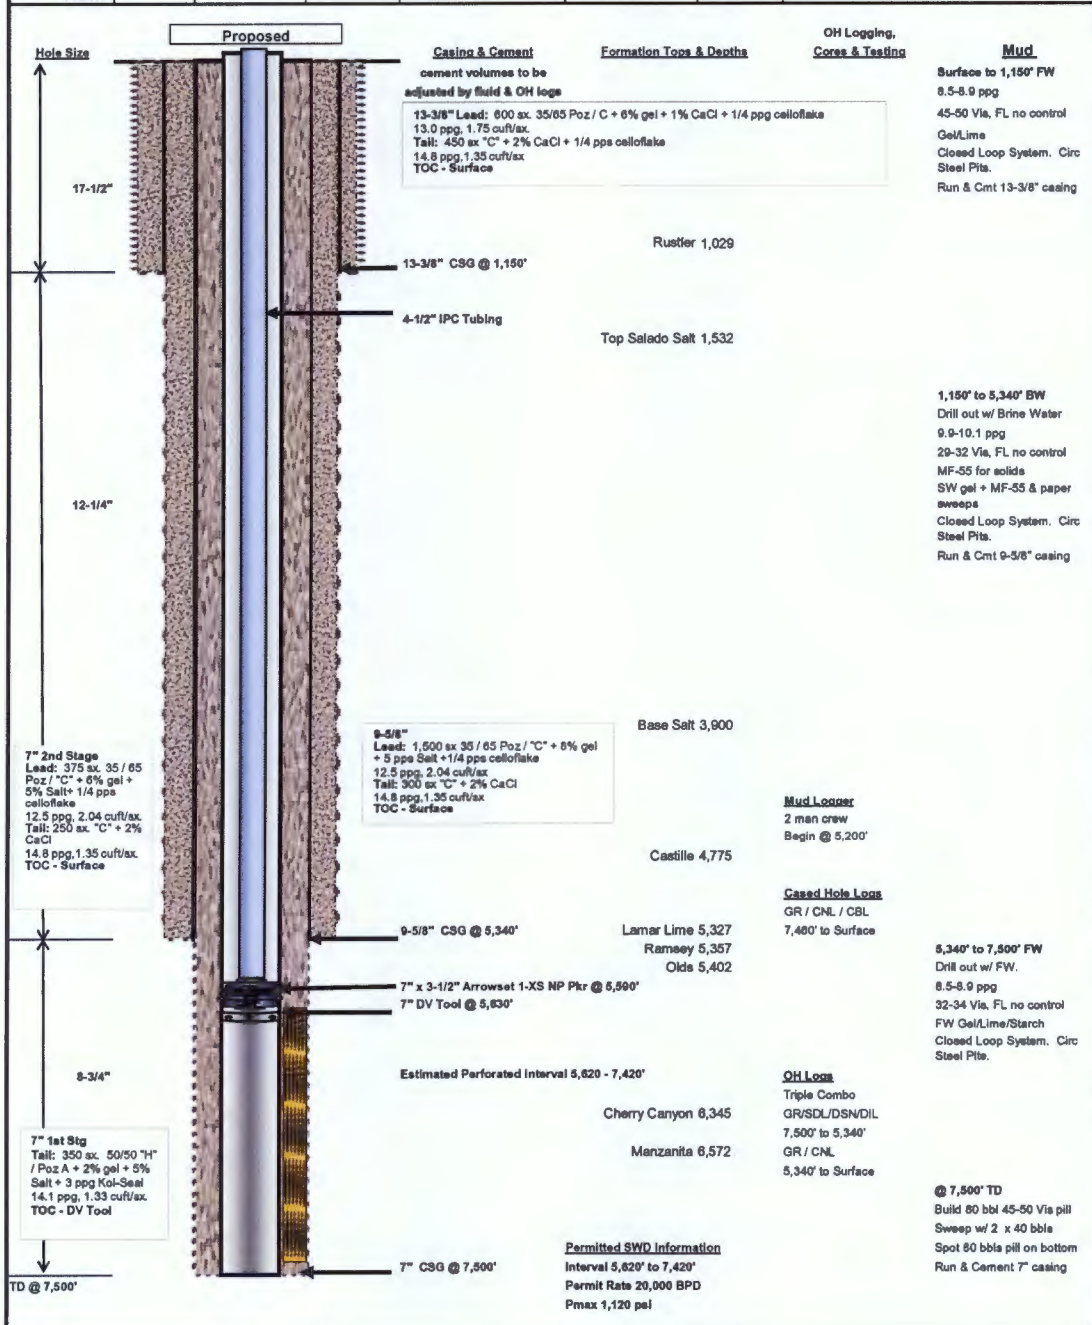 Proposed
Hole Size
17-1/2"
12-1/4"
7" 2nd Stage
Lead: 375 sx. 35 / 65
Poz / "C" + 6% gel +
5% Salt+ 1/4 pps
celloflake
12.5 ppg, 2.04 cuft/sx.
Tail: 250 sx. "C" + 2%
CaCl
14.8 ppg,1.35 cuft/sx.
TOC - Surface
8-3/4"
7" 1st Stg
Tail: 350 sx. 50/50 "H"
/ Poz A + 2% gel + 5%
Salt + 3 ppg Kol-Seal
14.1 ppg, 1.33 cuft/sx.
TOC - DV Tool
TD @ 7,500'
Casing & Cement
cement volumes to be
adjusted by fluid & OH logs
13-3/8" Lead: 600 sx. 35/65 Poz / C + 6% gel + 1% CaCl + 1/4 ppg celloflake
13.0 ppg, 1.75 cuft/sx.
Tail: 450 sx "C" + 2% CaCl + 1/4 pps celloflake
14.8 ppg,1.35 cuft/sx
TOC - Surface
13-3/8" CSG @ 1,150'
4-1/2" IPC Tubing
9-5/8"
Lead: 1,500 sx 35 / 65 Poz / "C" + 6% gel
+ 5 pps Salt +1/4 pps celloflake
12.5 ppg, 2.04 cuft/sx
Tail: 300 sx "C" + 2% CaCl
14.8 ppg,1.35 cuft/sx
TOC - Surface
9-5/8" CSG @ 5,340'
7" x 3-1/2" Arrowset 1-XS NP Pkr @ 5,590'
7" DV Tool @ 5,630'
Estimated Perforated Interval 5,620 - 7,420'
7" CSG @ 7,500'
Formation Tops & Depths
Rustler 1,029
Top Salado Salt 1,532
Base Salt 3,900
Castille 4,775
Lamar Lime 5,327
Ramsey 5,357
Olds 5,402
Cherry Canyon 6,345
Manzanita 6,572
Permitted SWD Information
Interval 5,620' to 7,420'
Permit Rate 20,000 BPD
Pmax 1,120 psi
OH Logging,
Cores & Testing
Mud Logger
2 man crew
Begin @ 5,200'
Cased Hole Logs
GR / CNL / CBL
7,460' to Surface
OH Logs
Triple Combo
GR/SDL/DSN/DIL
7,500' to 5,340'
GR / CNL
5,340' to Surface
Mud
Surface to 1,150' FW
8.5-8.9 ppg
45-50 Vis, FL no control
Gel/Lime
Closed Loop System. Circ
Steel Pits.
Run & Cmt 13-3/8" casing
1,150' to 5,340' BW
Drill out w/ Brine Water
9.9-10.1 ppg
29-32 Vis, FL no control
MF-55 for solids
SW gel + MF-55 & paper
sweeps
Closed Loop System. Circ
Steel Pits.
Run & Cmt 9-5/8" casing
5,340' to 7,500' FW
Drill out w/ FW.
8.5-8.9 ppg
32-34 Vis, FL no control
FW Gel/Lime/Starch
Closed Loop System. Circ
Steel Pits.
@ 7,500' TD
Build 80 bbl 45-50 Vis pill
Sweep w/ 2 x 40 bbls
Spot 60 bbls pill on bottom
Run & Cement 7" casing